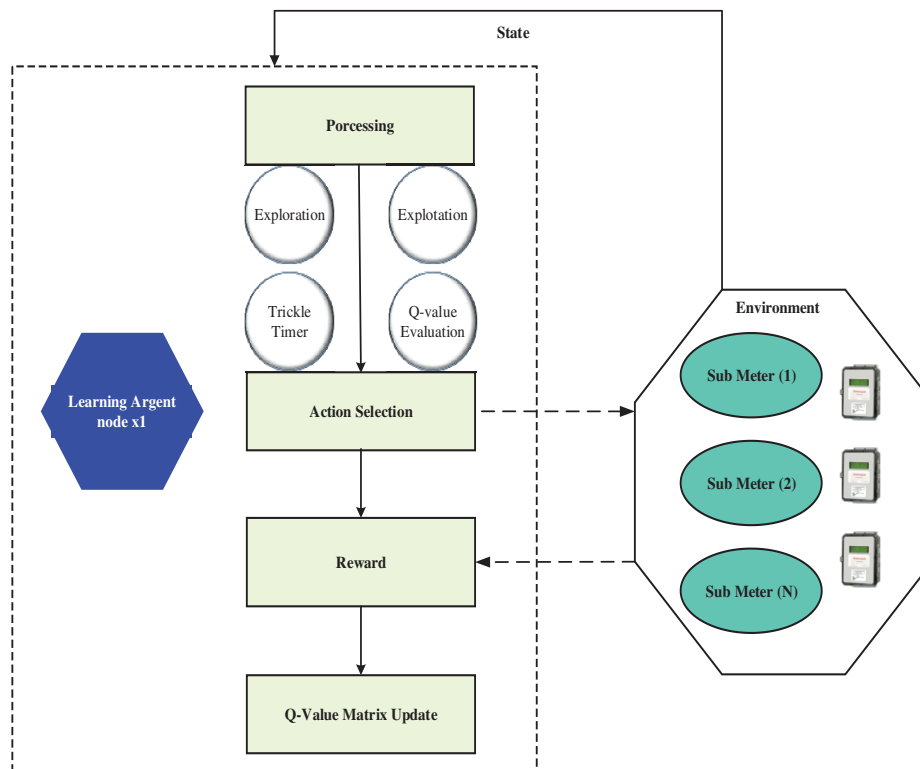 State
Porcessing
Exploration
Explotation
Trickle
Timer
Q-value
Evaluation
Learning Argent
node x1
Action Selection
Reward
Q-Value Matrix Update
Environment
Sub Meter (1)
Sub Meter (2)
Sub Meter (N)